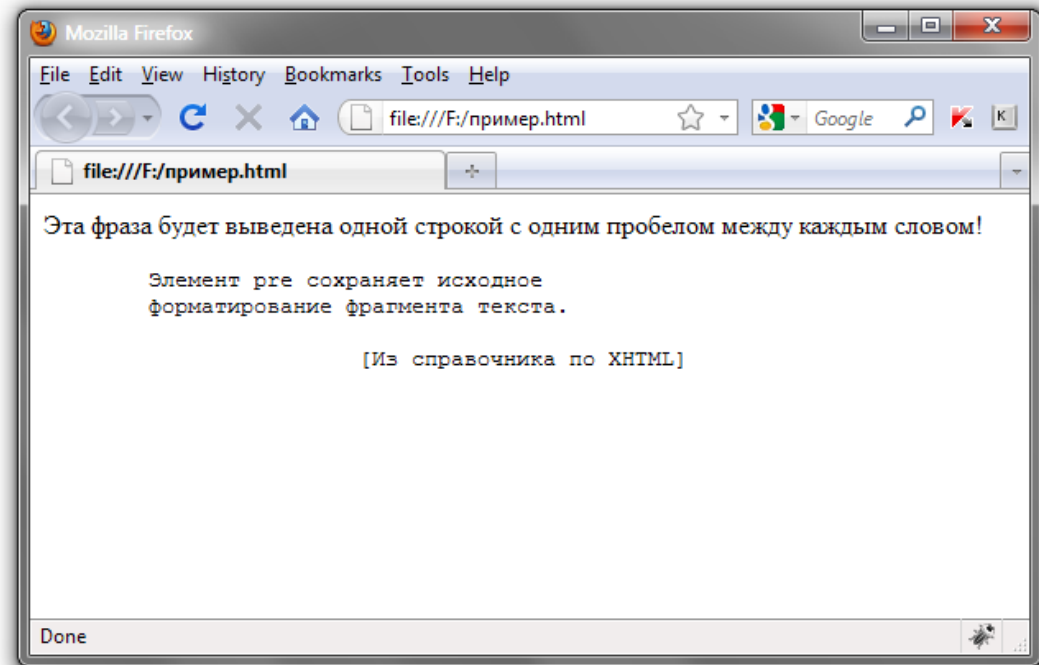 Mozilla Firefox
File Edit View History Bookmarks Tools Help
file:///F:/пример.html Google K
file:///F:/пример.html
Эта фраза будет выведена одной строкой с одним пробелом между каждым словом!
Элемент pre сохраняет исходное
форматирование фрагмента текста.
[Из справочника по XHTML]
Done